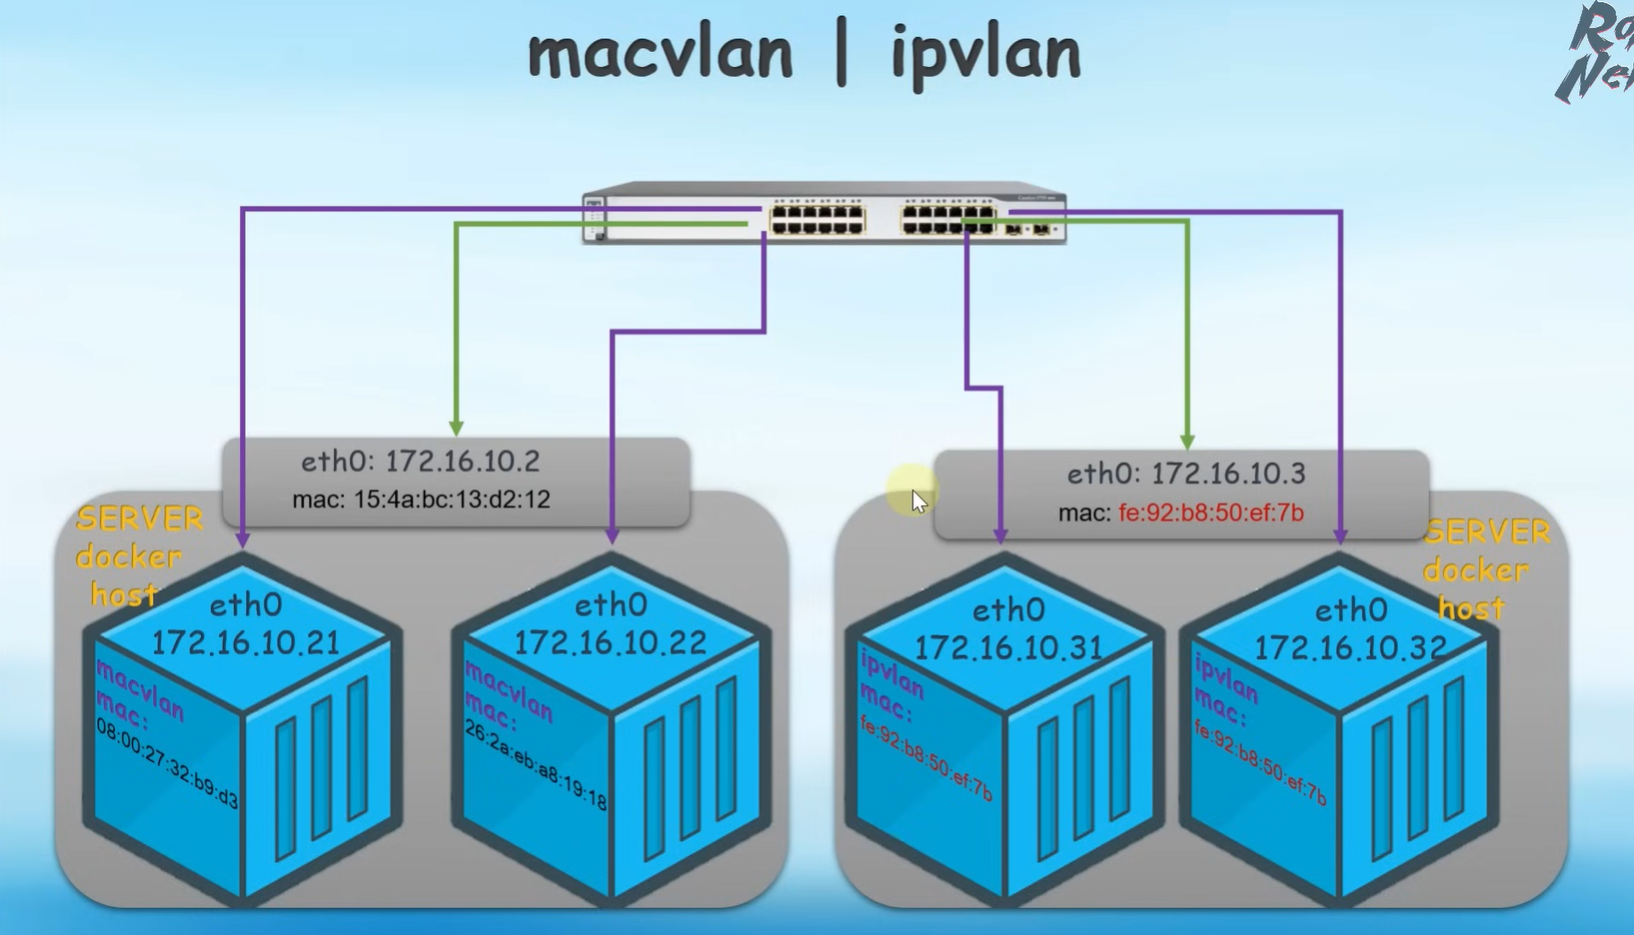 macvlan | ipvlan
eth0: 172.16.10.2
mac: 15:4a:bc:13:d2:12
eth0: 172.16.10.3
mac: fe:92:b8:50:ef:7b
SERVER
docker
host
SERVER
docker
host
eth0
172.16.10.21
macvlan
mac:
08:00:27:32:b9:d3
eth0
172.16.10.22
macvlan
mac:
26:2a:eb:a8:19:18
eth0
172.16.10.31
ipvlan
mac:
fe:92:b8:50:ef:7b
eth0
172.16.10.32
ipvlan
mac:
fe:92:b8:50:ef:7b